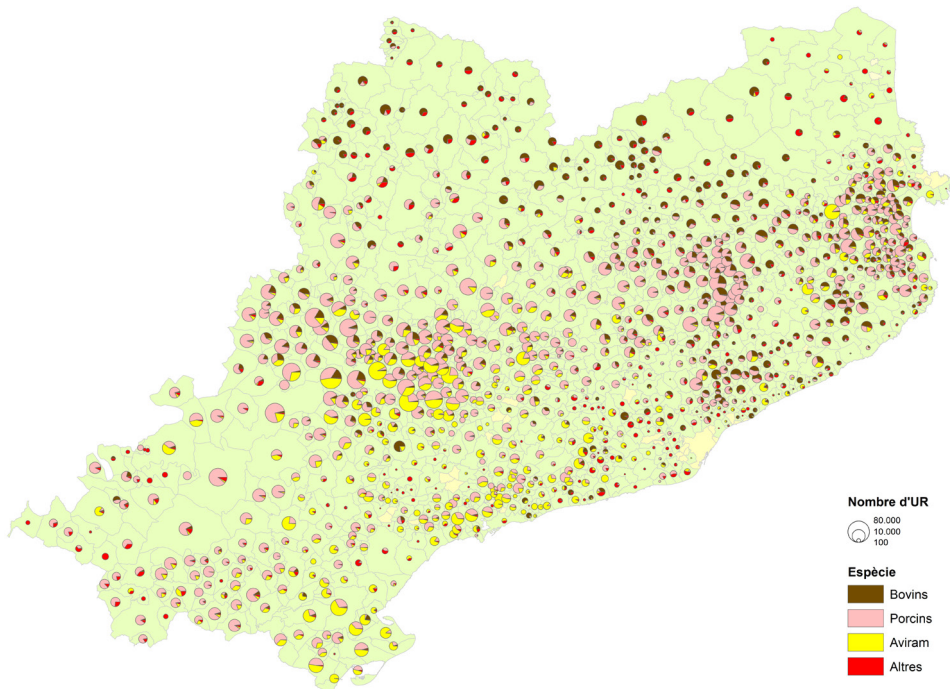 Nombre d'UR
80.000
10.000
100
Espècie
Bovins
Porcins
Aviram
Altres